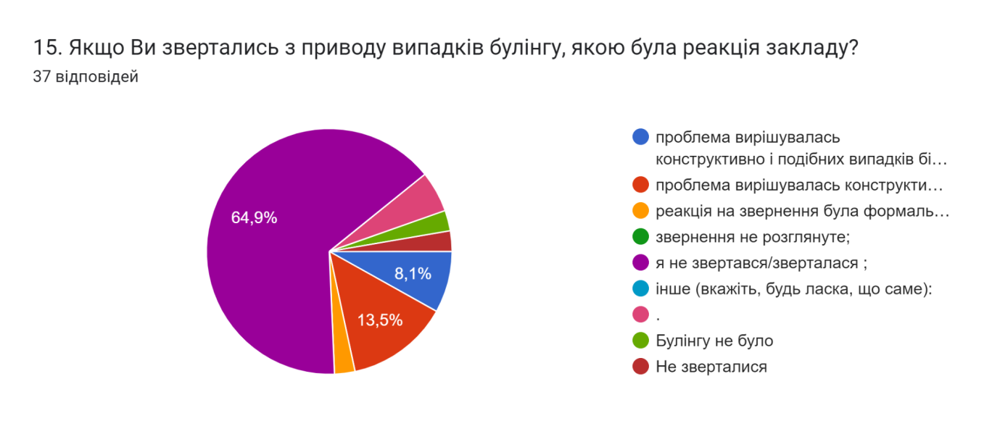 15. Якщо Ви звертались з приводу випадків булінгу, якою була реакція закладу?
37 відповідей
64,9%
8,1%
13,5%
проблема вирішувалась
конструктивно і подібних випадків бі...
проблема вирішувалась конструкти...
реакція на звернення була формаль...
звернення не розглянуте;
я не звертався/зверталася ;
інше (вкажіть, будь ласка, що саме):
.
Булінгу не було
Не зверталися